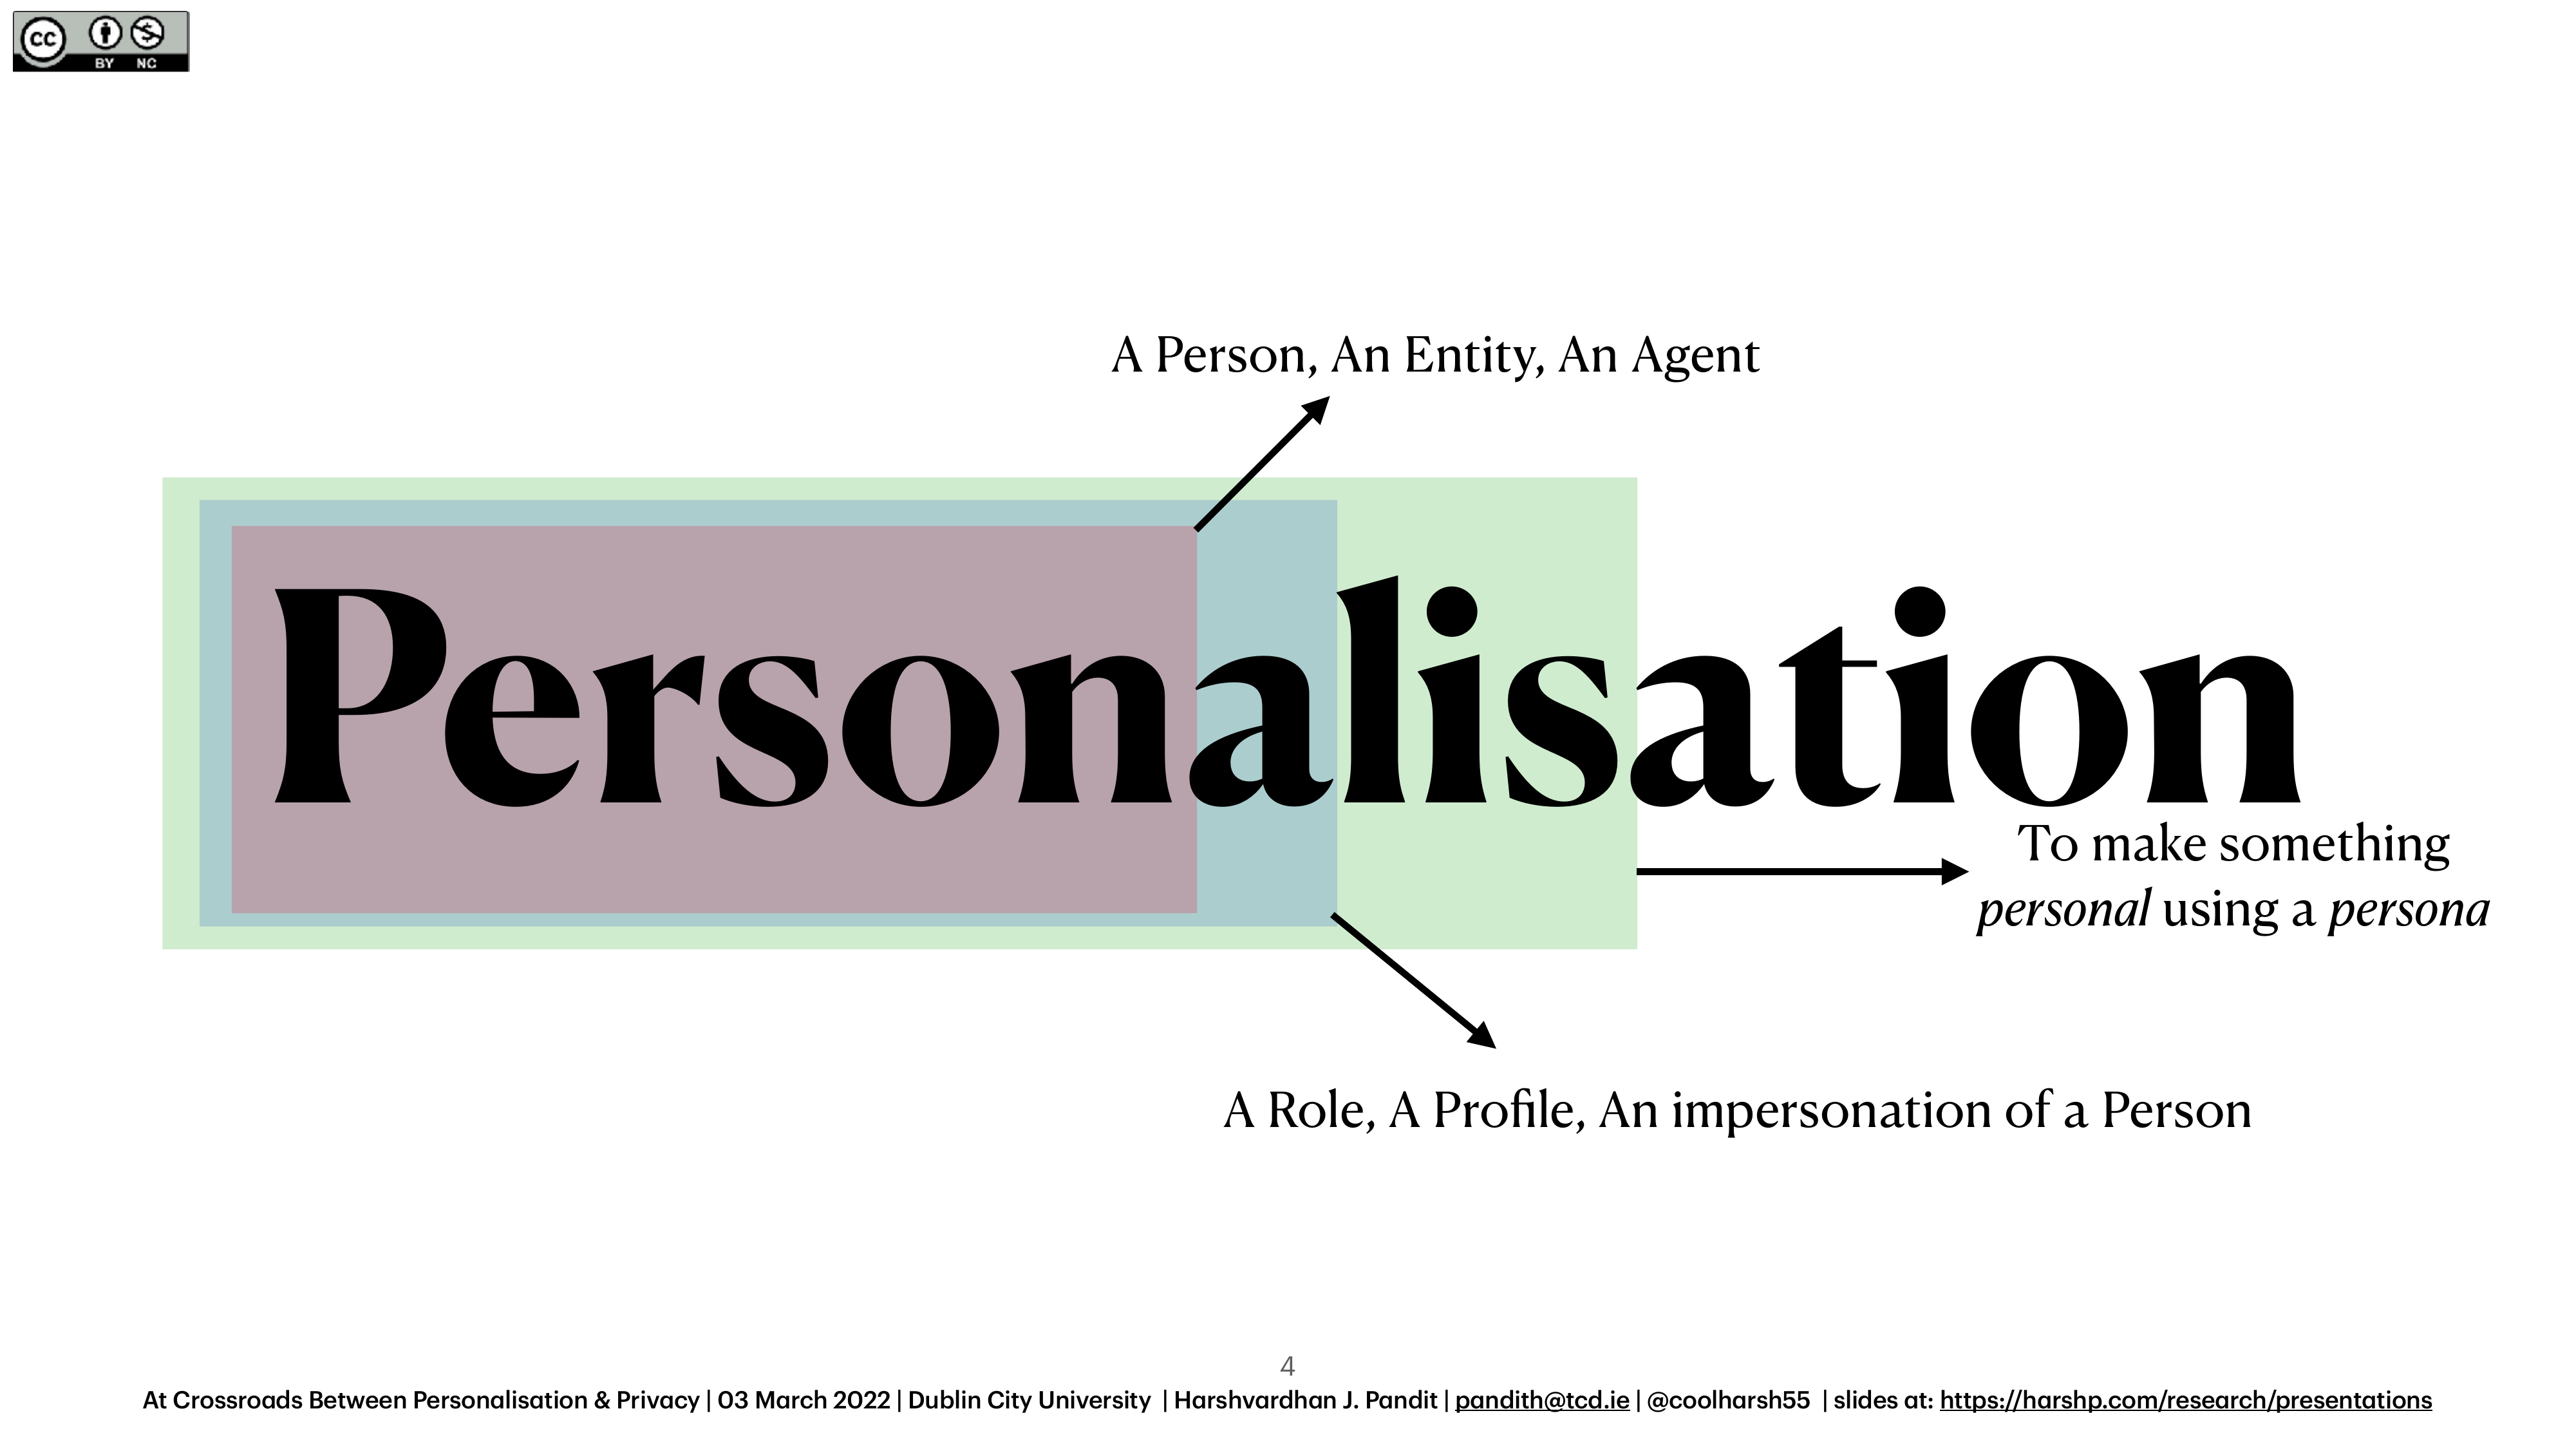 cc BY NC
A Person, An Entity, An Agent
Personalisation
To make something
personal using a persona
A Role, A Profile, An impersonation of a Person
4
At Crossroads Between Personalisation & Privacy | 03 March 2022 | Dublin City University | Harshvardhan J. Pandit | pandith@tcd.ie | @coolharsh55 | slides at: https://harshp.com/research/presentations